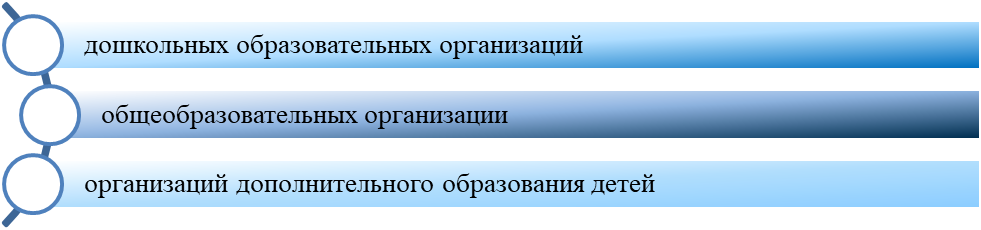 дошкольных образовательных организаций
общеобразовательных организации
организаций дополнительного образования детей